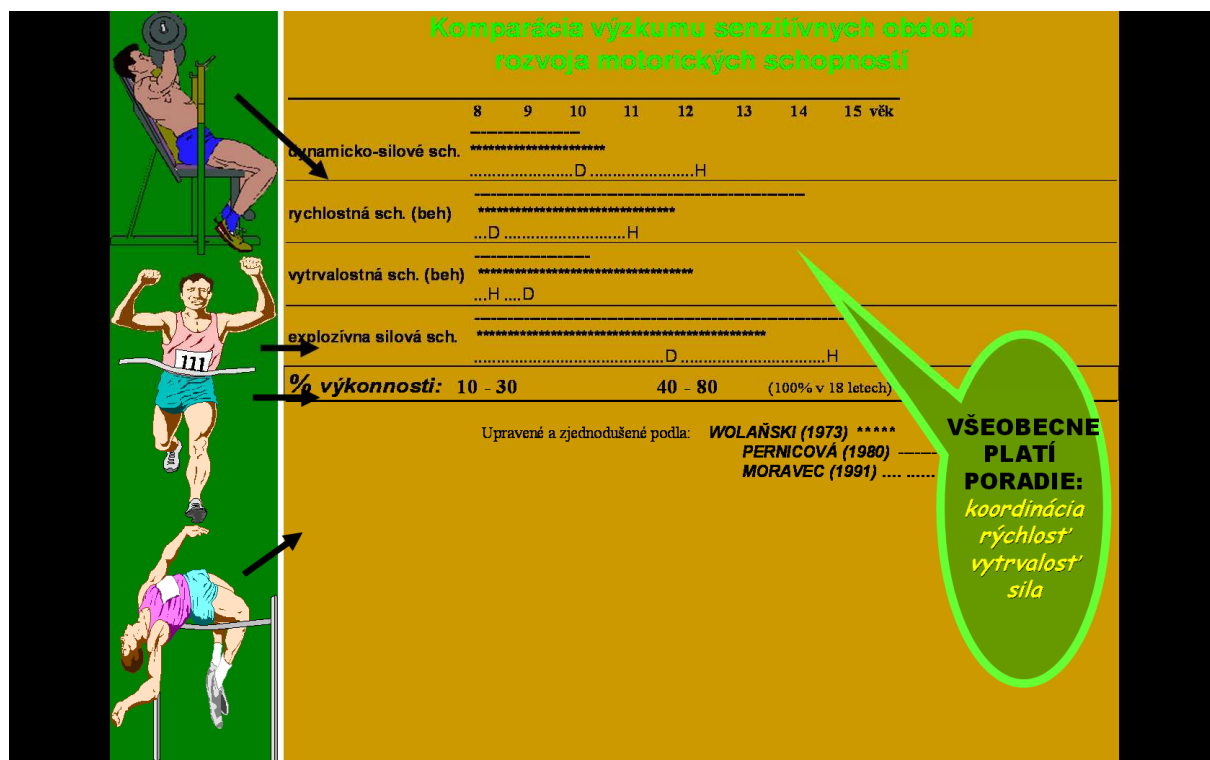 Komparácia výzkumu senzitívnych období
rozvoja motorických schopností
8 9 10 11 12 13 14 15 věk
--------------------
dynamicko-silové sch. **********************
......................D ......................H
------------------------------------------------------------
rychlostná sch. (beh) *********************************
...D ..........................H
---------------------
vytrvalostná sch. (beh) ************************************
...H ....D
--------------------------------------------------------------------
explozívna silová sch. ************************************************
........................................D ..............................H
% výkonnosti: 10 - 30 40 - 80 (100% v 18 letech)
Upravené a zjednodušené podla: WOLAŇSKI (1973) *****
PERNICOVÁ (1980) -------
MORAVEC (1991) .... ......
VŠEOBECNE
PLATÍ
PORADIE:
koordinácia
rýchlosť
vytrvalosť
sila
111